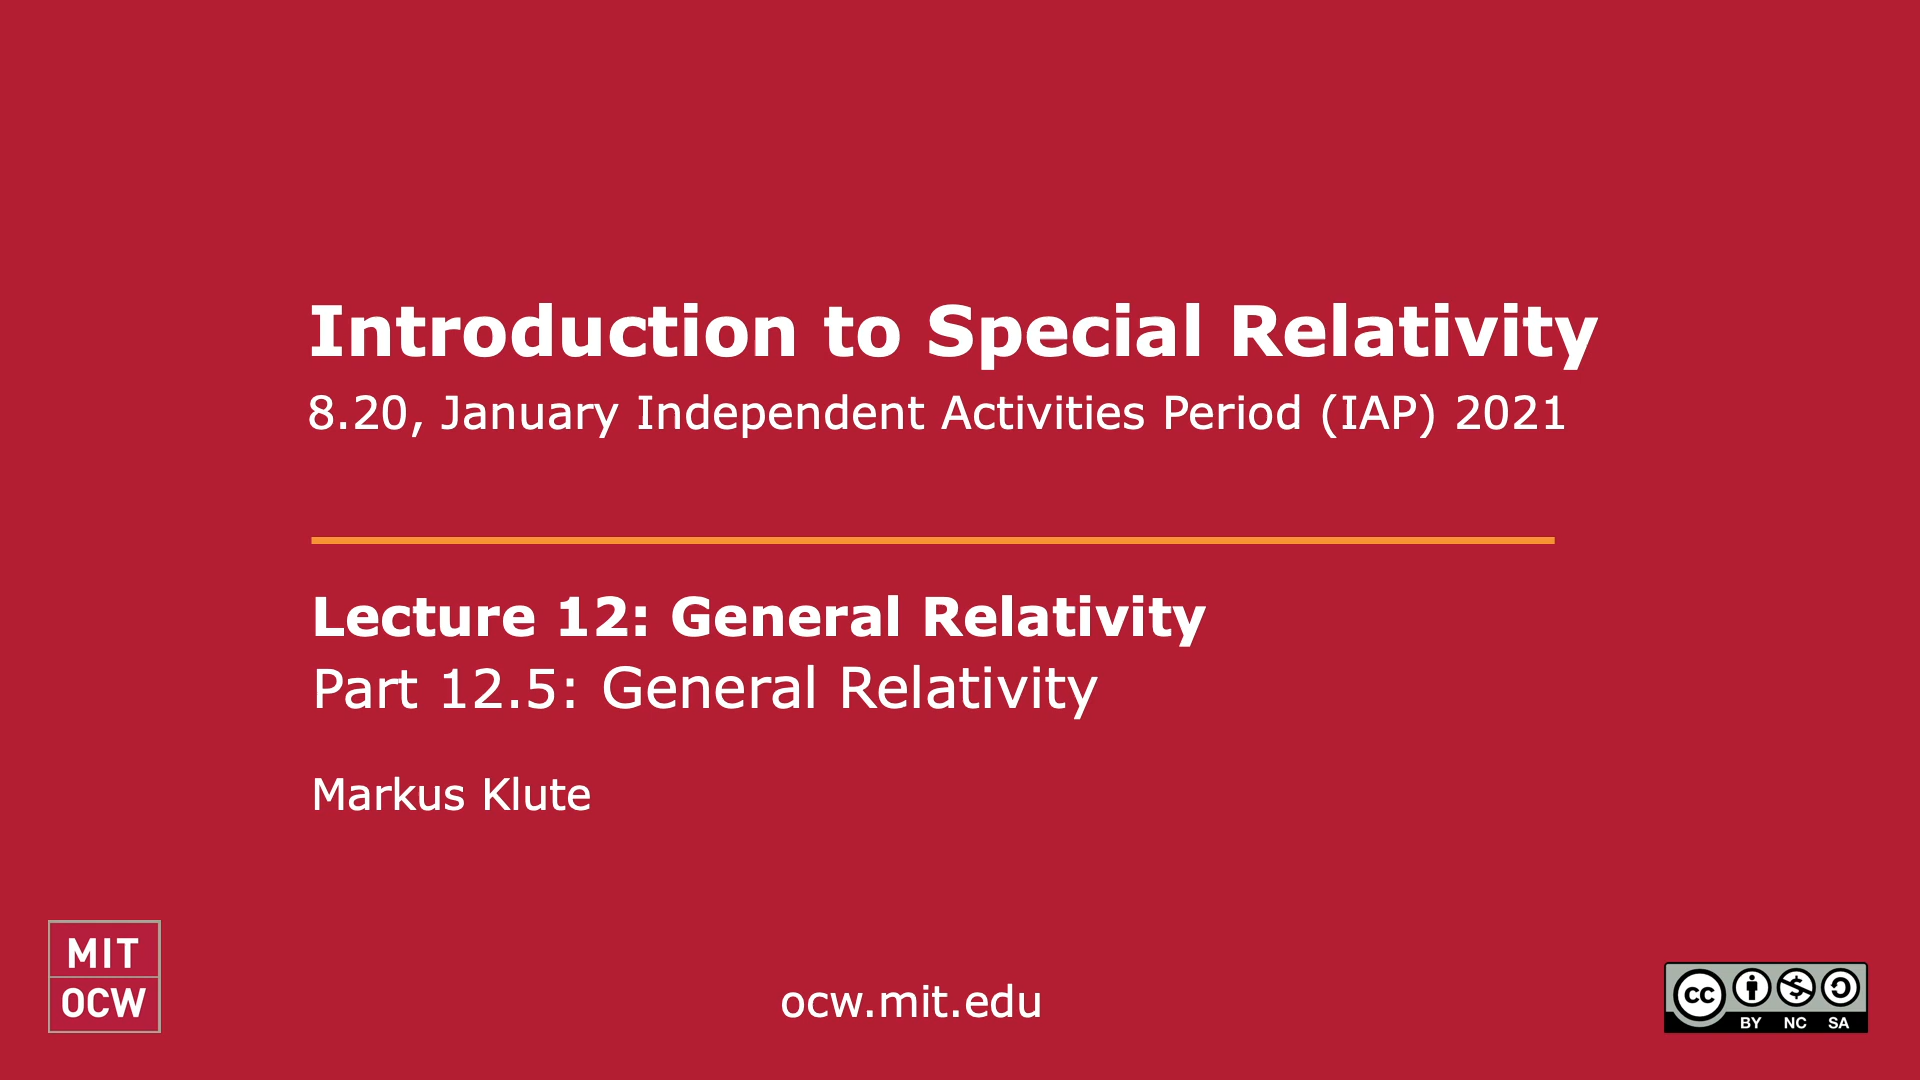 Introduction to Special Relativity
8.20, January Independent Activities Period (IAP) 2021
Lecture 12: General Relativity
Part 12.5: General Relativity
Markus Klute
MIT
OCW
ocw.mit.edu
cc
BY NC SA